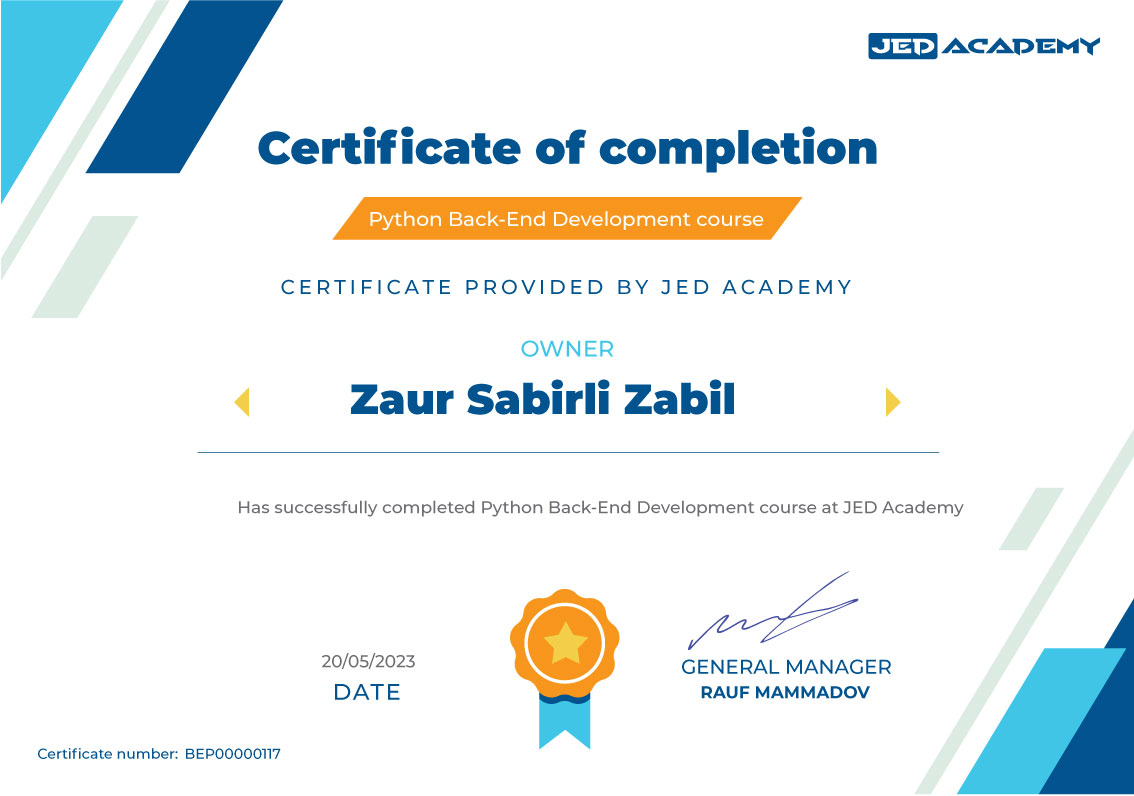 JED ACADEMY
Certificate of completion
Python Back-End Development course
CERTIFICATE PROVIDED BY JED ACADEMY
OWNER
Zaur Sabirli Zabil
Has successfully completed Python Back-End Development course at JED Academy
20/05/2023
DATE
GENERAL MANAGER
RAUF MAMMADOV
Certificate number: BEP00000117